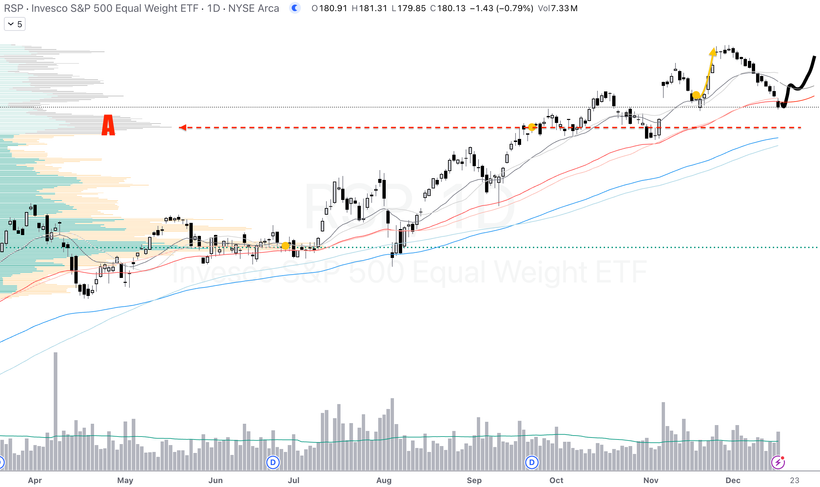 RSP · Invesco S&P 500 Equal Weight ETF · 1D · NYSE Arca O180.91 H181.31 L179.85 C180.13 −1.43 (−0.79%) Vol7.33M
5
A
RSP, 1D
Invesco S&P 500 Equal Weight ETF
D D D
Apr May Jun Jul Aug Sep Oct Nov Dec 23